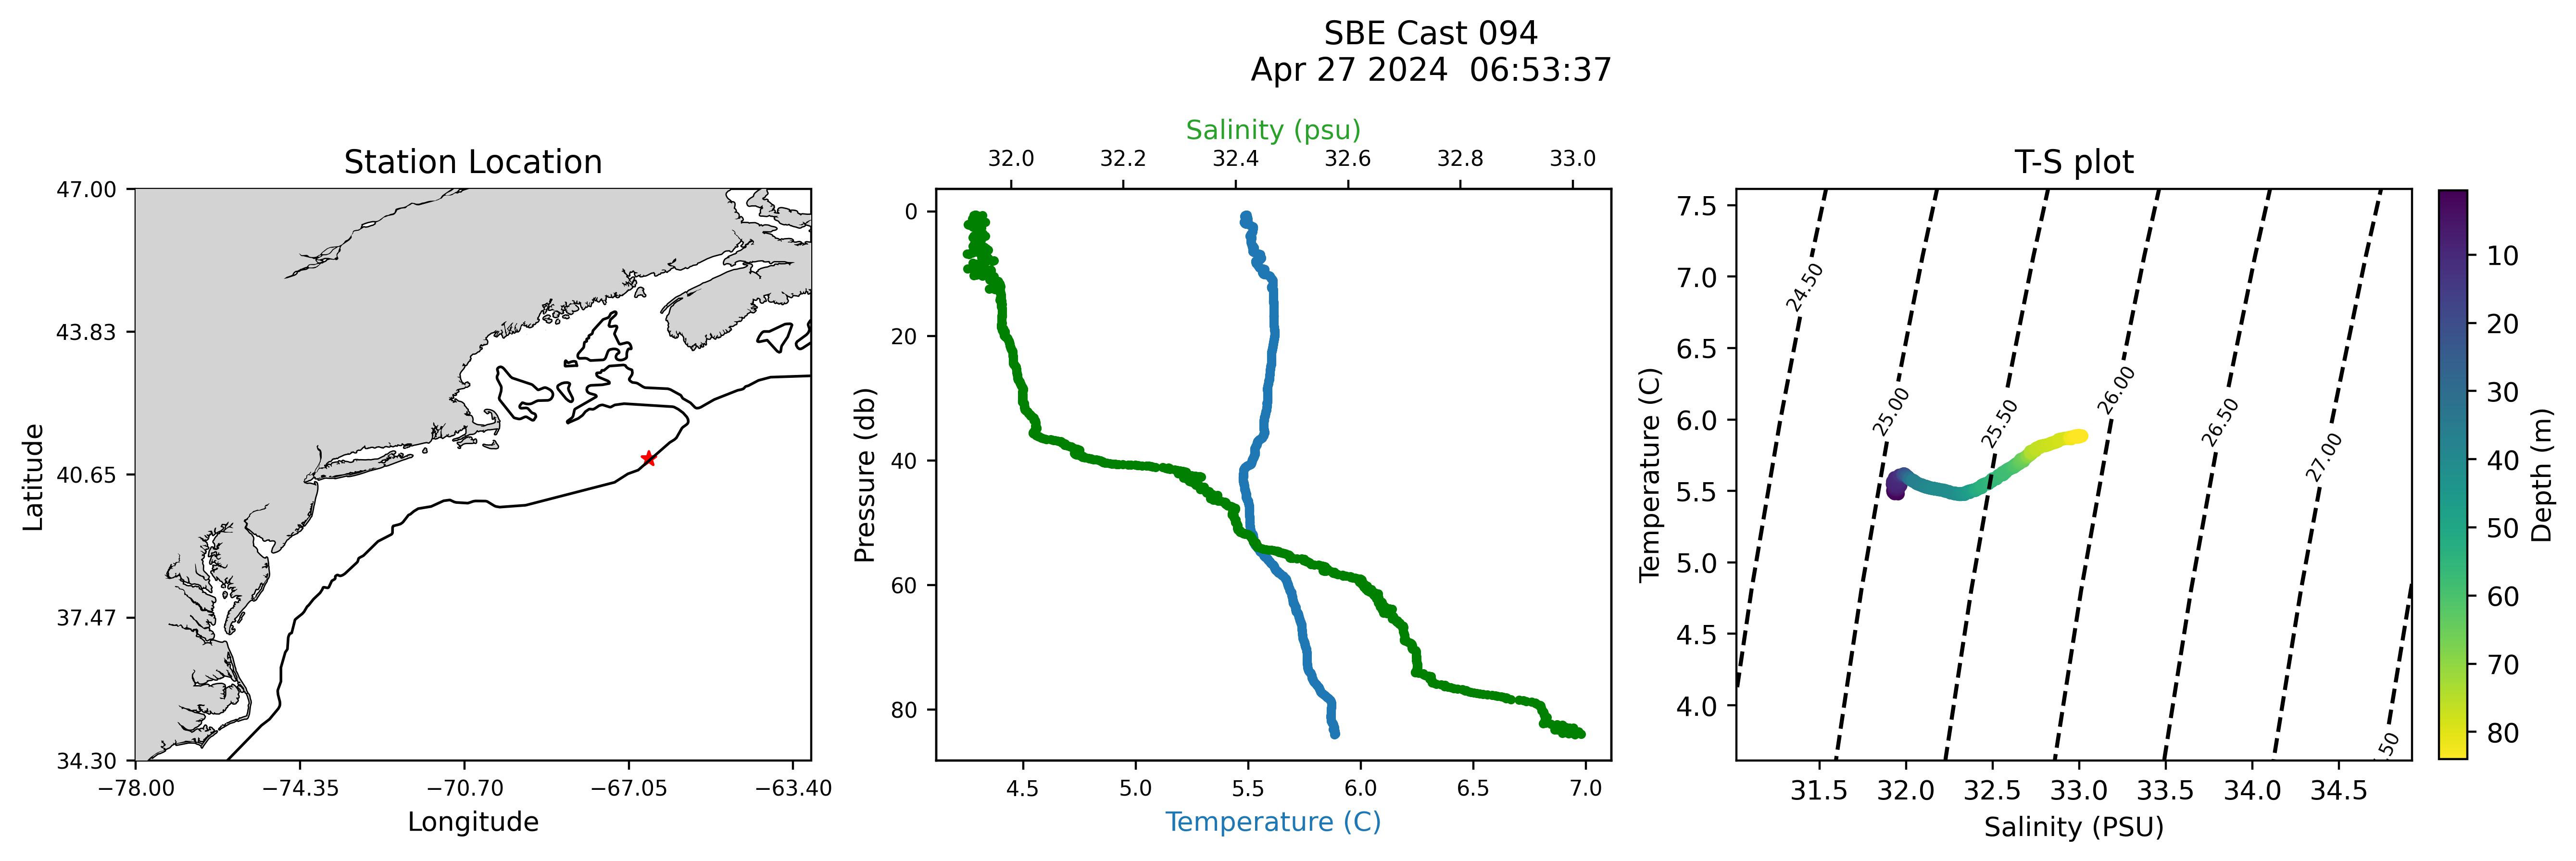 SBE Cast 094
Apr 27 2024  06:53:37
Station Location
47.00
43.83
40.65
37.47
34.30
−78.00 −74.35 −70.70 −67.05 −63.40
Latitude
Longitude
Salinity (psu)
32.0 32.2 32.4 32.6 32.8 33.0
0
20
40
60
80
Pressure (db)
4.5 5.0 5.5 6.0 6.5 7.0
Temperature (C)
T-S plot
7.5
7.0
6.5
6.0
5.5
5.0
4.5
4.0
Temperature (C)
24.50
25.00
25.50
26.00
26.50
27.00
.50
31.5 32.0 32.5 33.0 33.5 34.0 34.5
Salinity (PSU)
10
20
30
40
50
60
70
80
Depth (m)